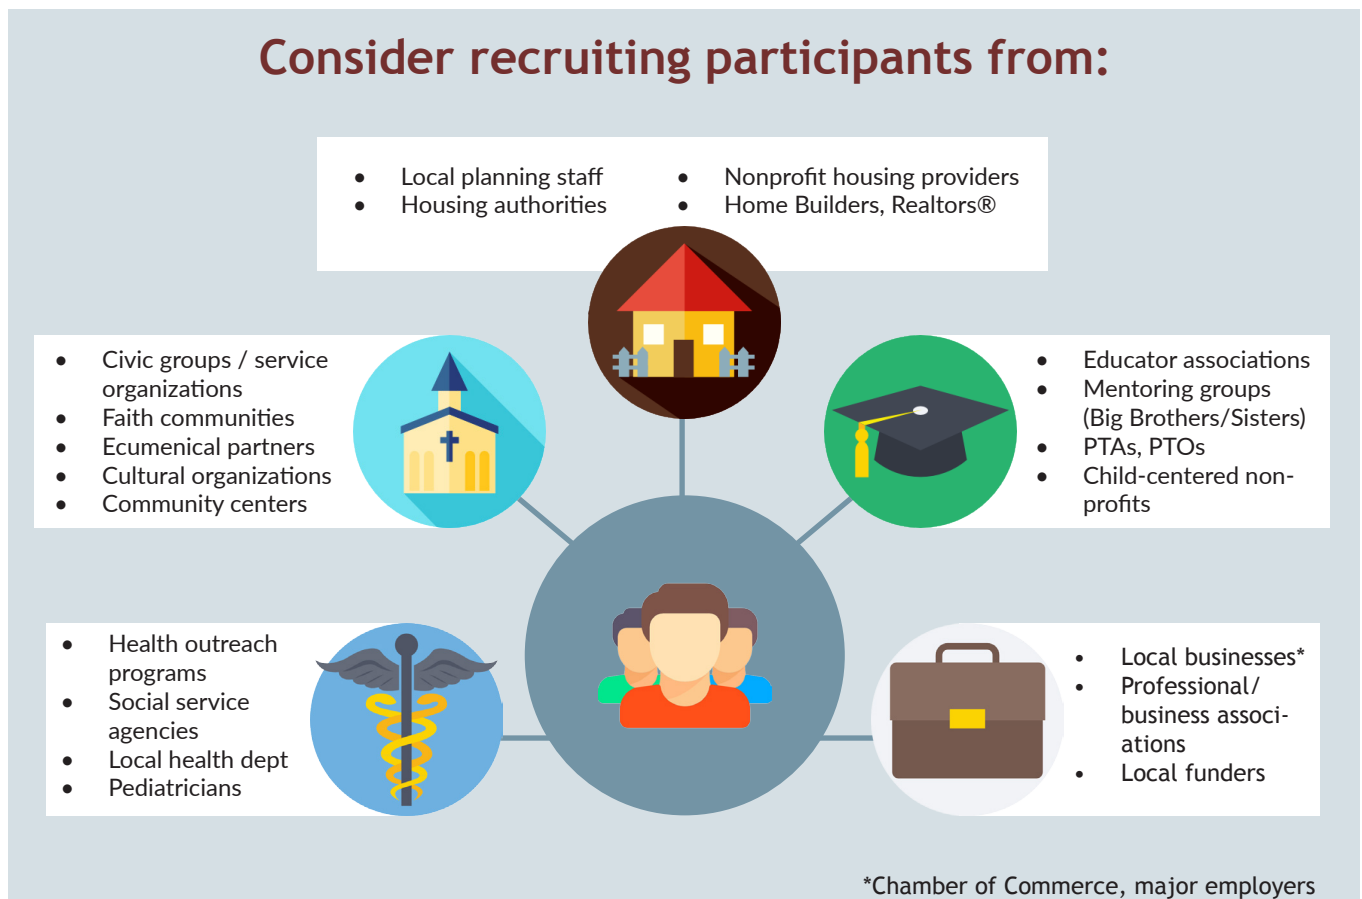 Consider recruiting participants from:
• Local planning staff
• Housing authorities
• Nonprofit housing providers
• Home Builders, Realtors®
• Civic groups / service
organizations
• Faith communities
• Ecumenical partners
• Cultural organizations
• Community centers
• Educator associations
• Mentoring groups
(Big Brothers/Sisters)
• PTAs, PTOs
• Child-centered non-
profits
• Health outreach
programs
• Social service
agencies
• Local health dept
• Pediatricians
• Local businesses*
• Professional/
business associ-
ations
• Local funders
*Chamber of Commerce, major employers